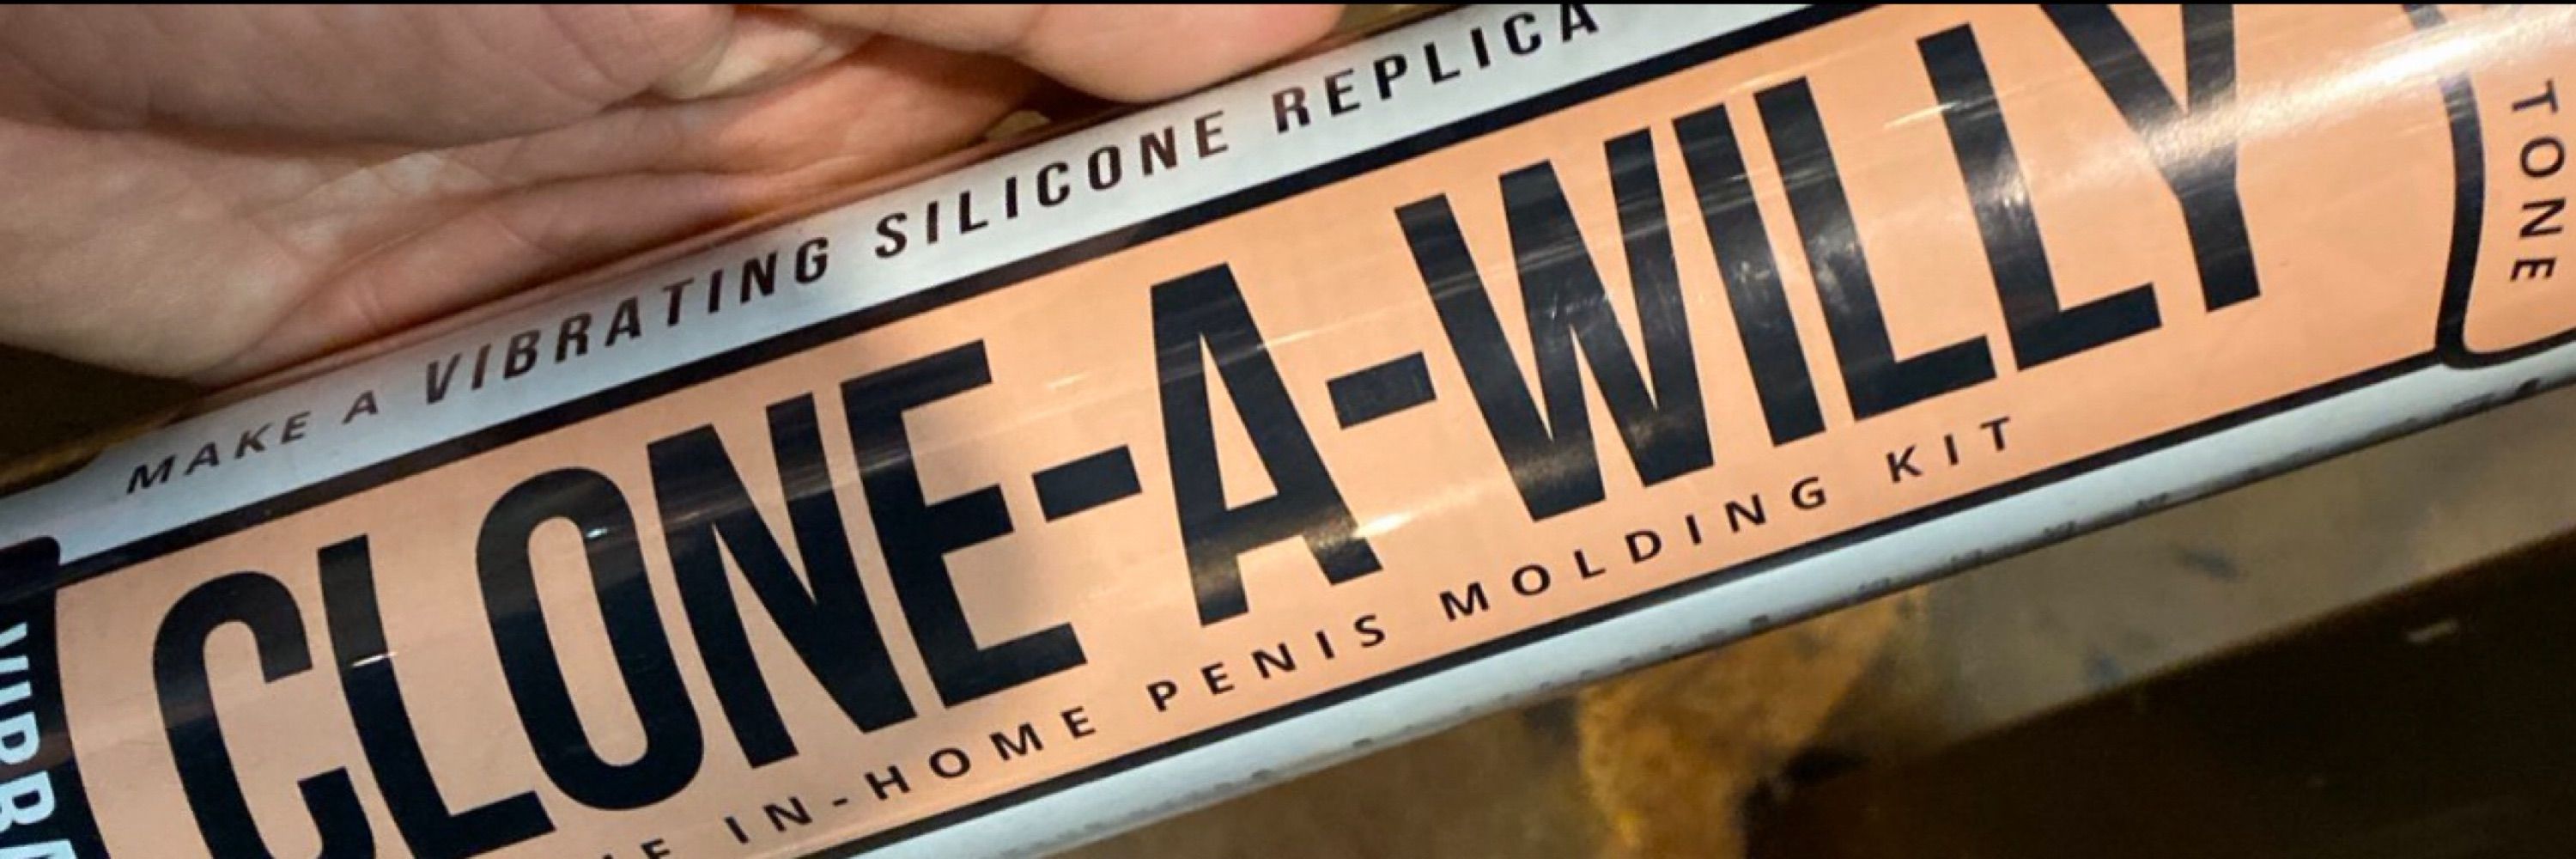 MAKE A VIBRATING SILICONE REPLICA
CLONE-A-WILLY
IN-HOME PENIS MOLDING KIT
TONE